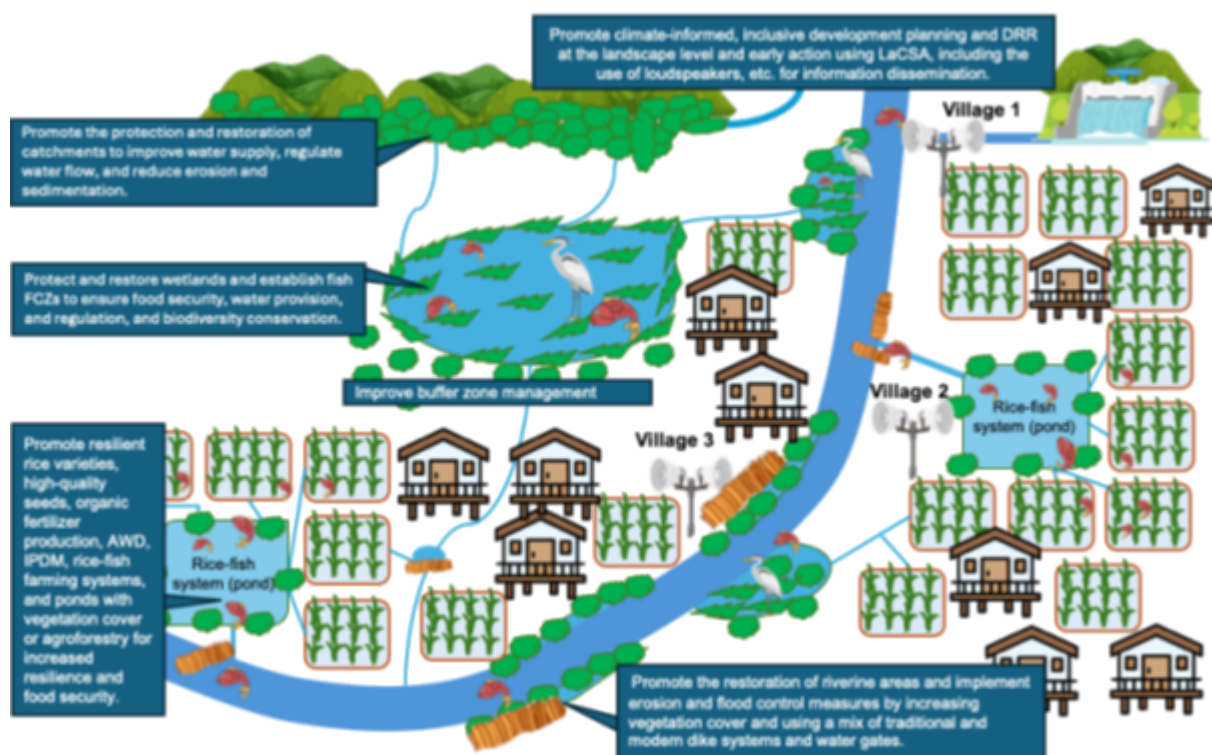 Promote climate-informed, inclusive development planning and DRR
at the landscape level and early action using LaCSA, including the
use of loudspeakers, etc. for information dissemination.
Village 1
Promote the protection and restoration of
catchments to improve water supply, regulate
water flow, and reduce erosion and
sedimentation.
Protect and restore wetlands and establish fish
FCZs to ensure food security, water provision,
and regulation, and biodiversity conservation.
Improve buffer zone management
Village 2
Rice-fish
system (pond)
Village 3
Promote resilient
rice varieties,
high-quality
seeds, organic
fertilizer
production, AWD,
IPDM, rice-fish
farming systems,
and ponds with
vegetation cover
or agroforestry for
increased
resilience and
food security.
Rice-fish
system (pond)
Promote the restoration of riverine areas and implement
erosion and flood control measures by increasing
vegetation cover and using a mix of traditional and
modern dike systems and water gates.